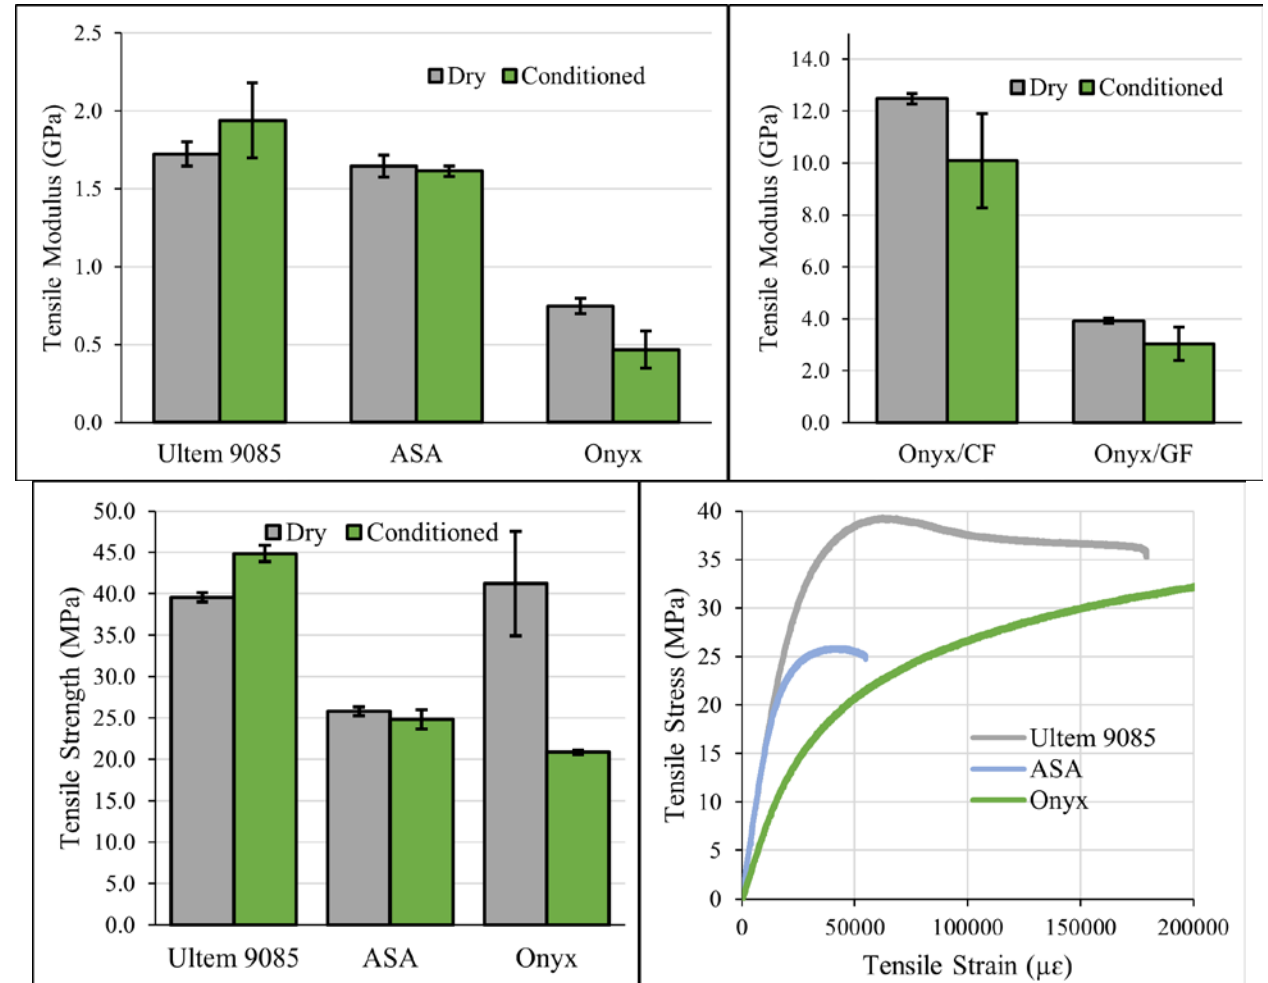 2.5
2.0
1.5
1.0
0.5
0.0
Tensile Modulus (GPa)
Dry Conditioned
Ultem 9085 ASA Onyx
14.0
12.0
10.0
8.0
6.0
4.0
2.0
0.0
Tensile Modulus (GPa)
Dry Conditioned
Onyx/CF Onyx/GF
50.0
45.0
40.0
35.0
30.0
25.0
20.0
15.0
10.0
5.0
0.0
Tensile Strength (MPa)
Dry Conditioned
Ultem 9085 ASA Onyx
40
35
30
25
20
15
10
5
0
Tensile Stress (MPa)
Ultem 9085
ASA
Onyx
0 50000 100000 150000 200000
Tensile Strain (µε)